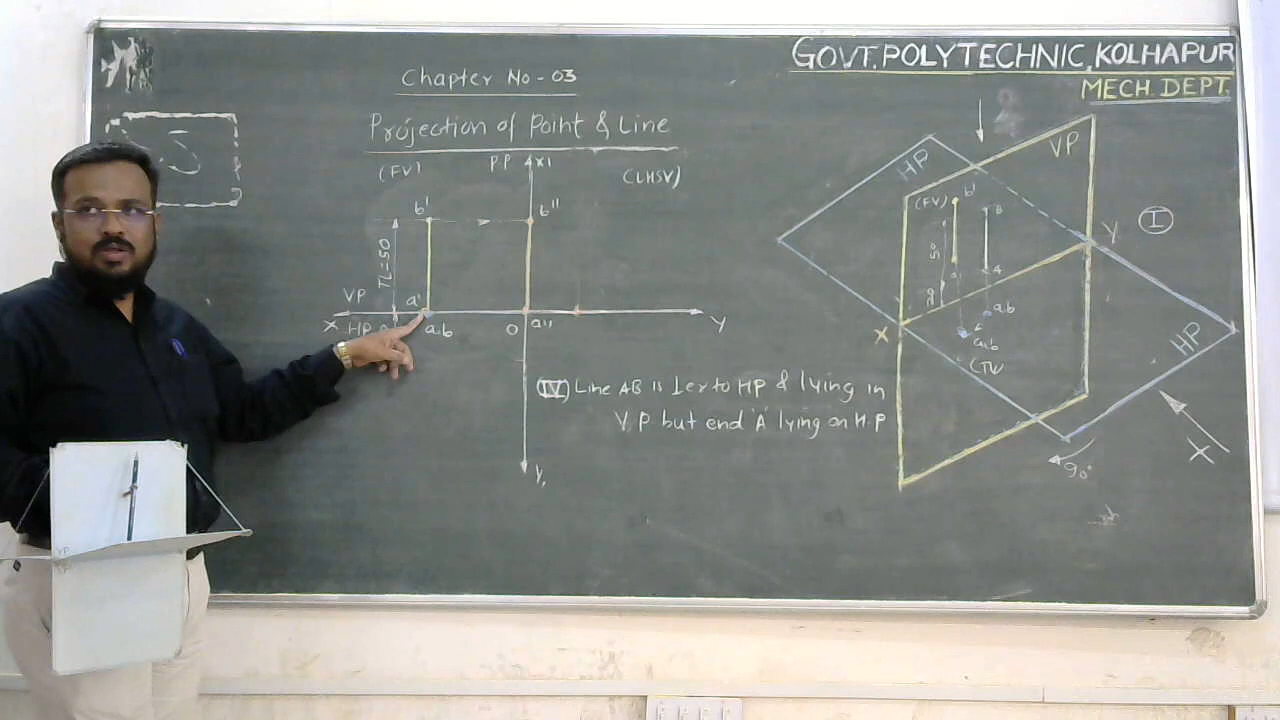 GOVT. POLYTECHNIC, KOLHAPUR
MECH. DEPT.
Chapter No - 03
Projection of Point & Line
(FV) PP X1 (LHSV)
b' b"
TL=50
VP a'
X HP a,b O a" Y
(IV) Line AB is ler to HP & lying in
V.P but end 'A' lying on H P
Y1
HP VP
(FV) b' B
50 A
Y I
X a,b
a,b
(TV
HP
90°
X